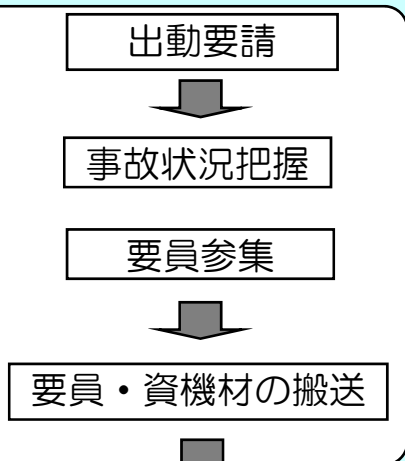 出動要請
事故状況把握
要員参集
要員・資機材の搬送